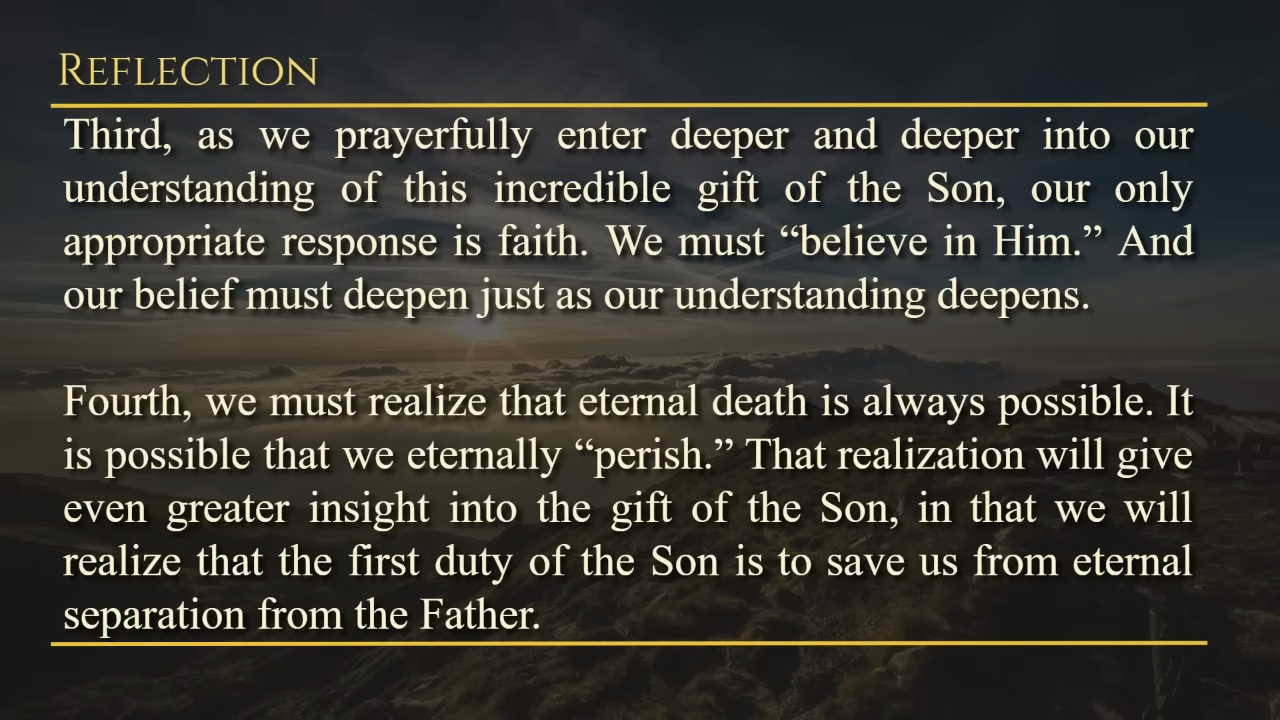 REFLECTION
Third, as we prayerfully enter deeper and deeper into our
understanding of this incredible gift of the Son, our only
appropriate response is faith. We must “believe in Him.” And
our belief must deepen just as our understanding deepens.
Fourth, we must realize that eternal death is always possible. It
is possible that we eternally “perish.” That realization will give
even greater insight into the gift of the Son, in that we will
realize that the first duty of the Son is to save us from eternal
separation from the Father.